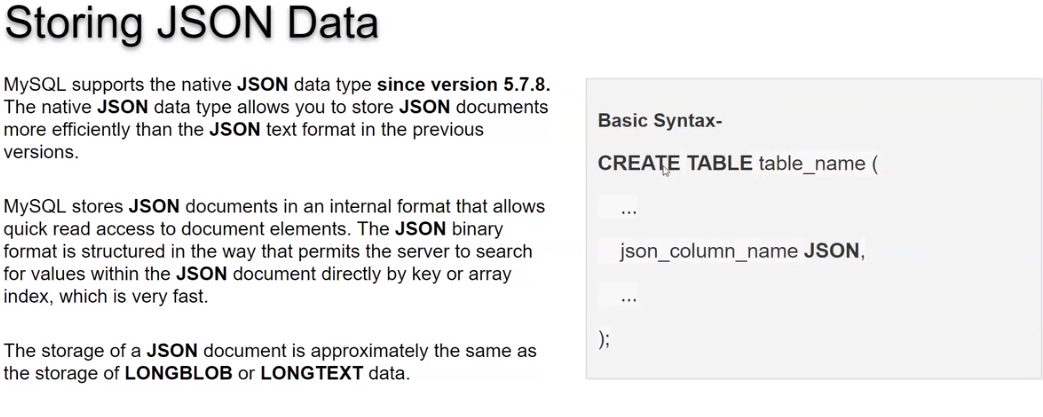 Storing JSON Data
MySQL supports the native JSON data type since version 5.7.8.
The native JSON data type allows you to store JSON documents
more efficiently than the JSON text format in the previous
versions.
MySQL stores JSON documents in an internal format that allows
quick read access to document elements. The JSON binary
format is structured in the way that permits the server to search
for values within the JSON document directly by key or array
index, which is very fast.
The storage of a JSON document is approximately the same as
the storage of LONGBLOB or LONGTEXT data.
Basic Syntax-
CREATE TABLE table_name (
...
json_column_name JSON,
...
);